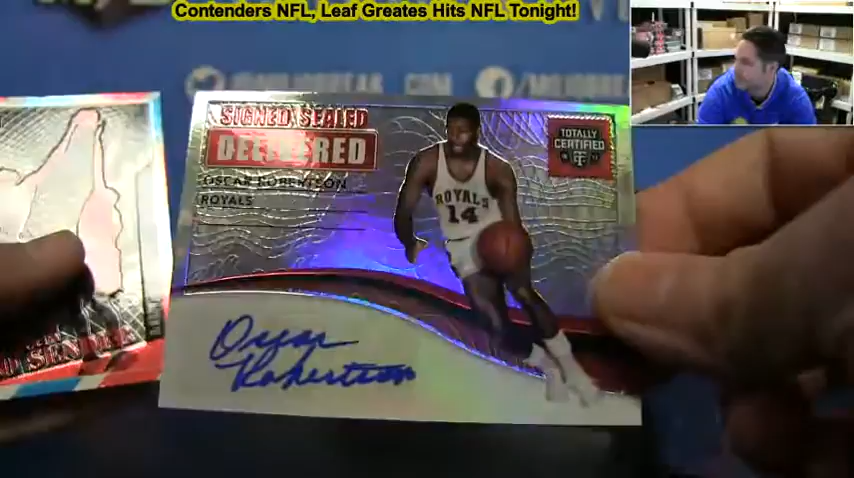 Contenders NFL, Leaf Greates Hits NFL Tonight!
SIGNED SEALED
DELIVERED
OSCAR ROBERTSON
ROYALS
TOTALLY
CERTIFIED
ROYALS
14
Oscar
Robertson